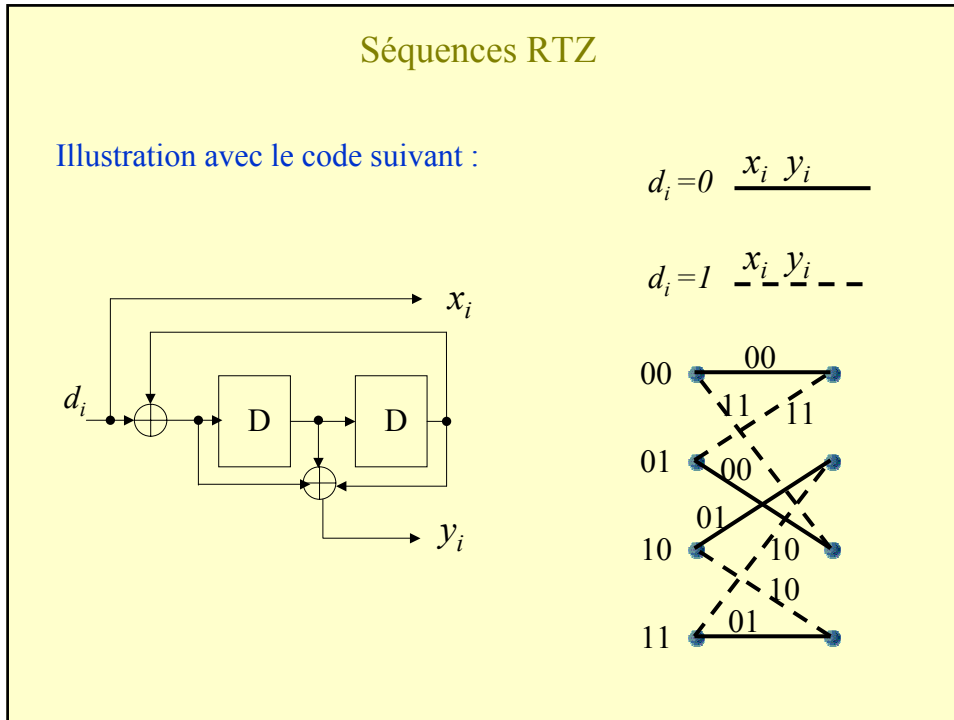 Séquences RTZ
Illustration avec le code suivant :
d_i =0 x_i y_i
d_i =1 x_i y_i
x_i
d_i
D D
y_i
00 00
11 11
01 00
01
10 10
10
11 01